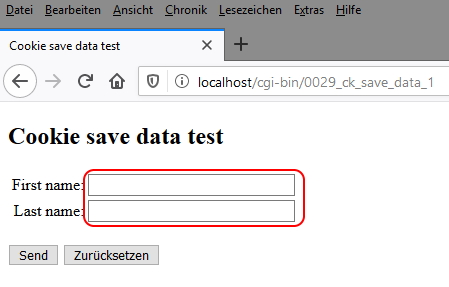 Datei Bearbeiten Ansicht Chronik Lesezeichen Extras Hilfe
Cookie save data test
localhost/cgi-bin/0029_ck_save_data_1
Cookie save data test
First name:
Last name:
Send Zurücksetzen